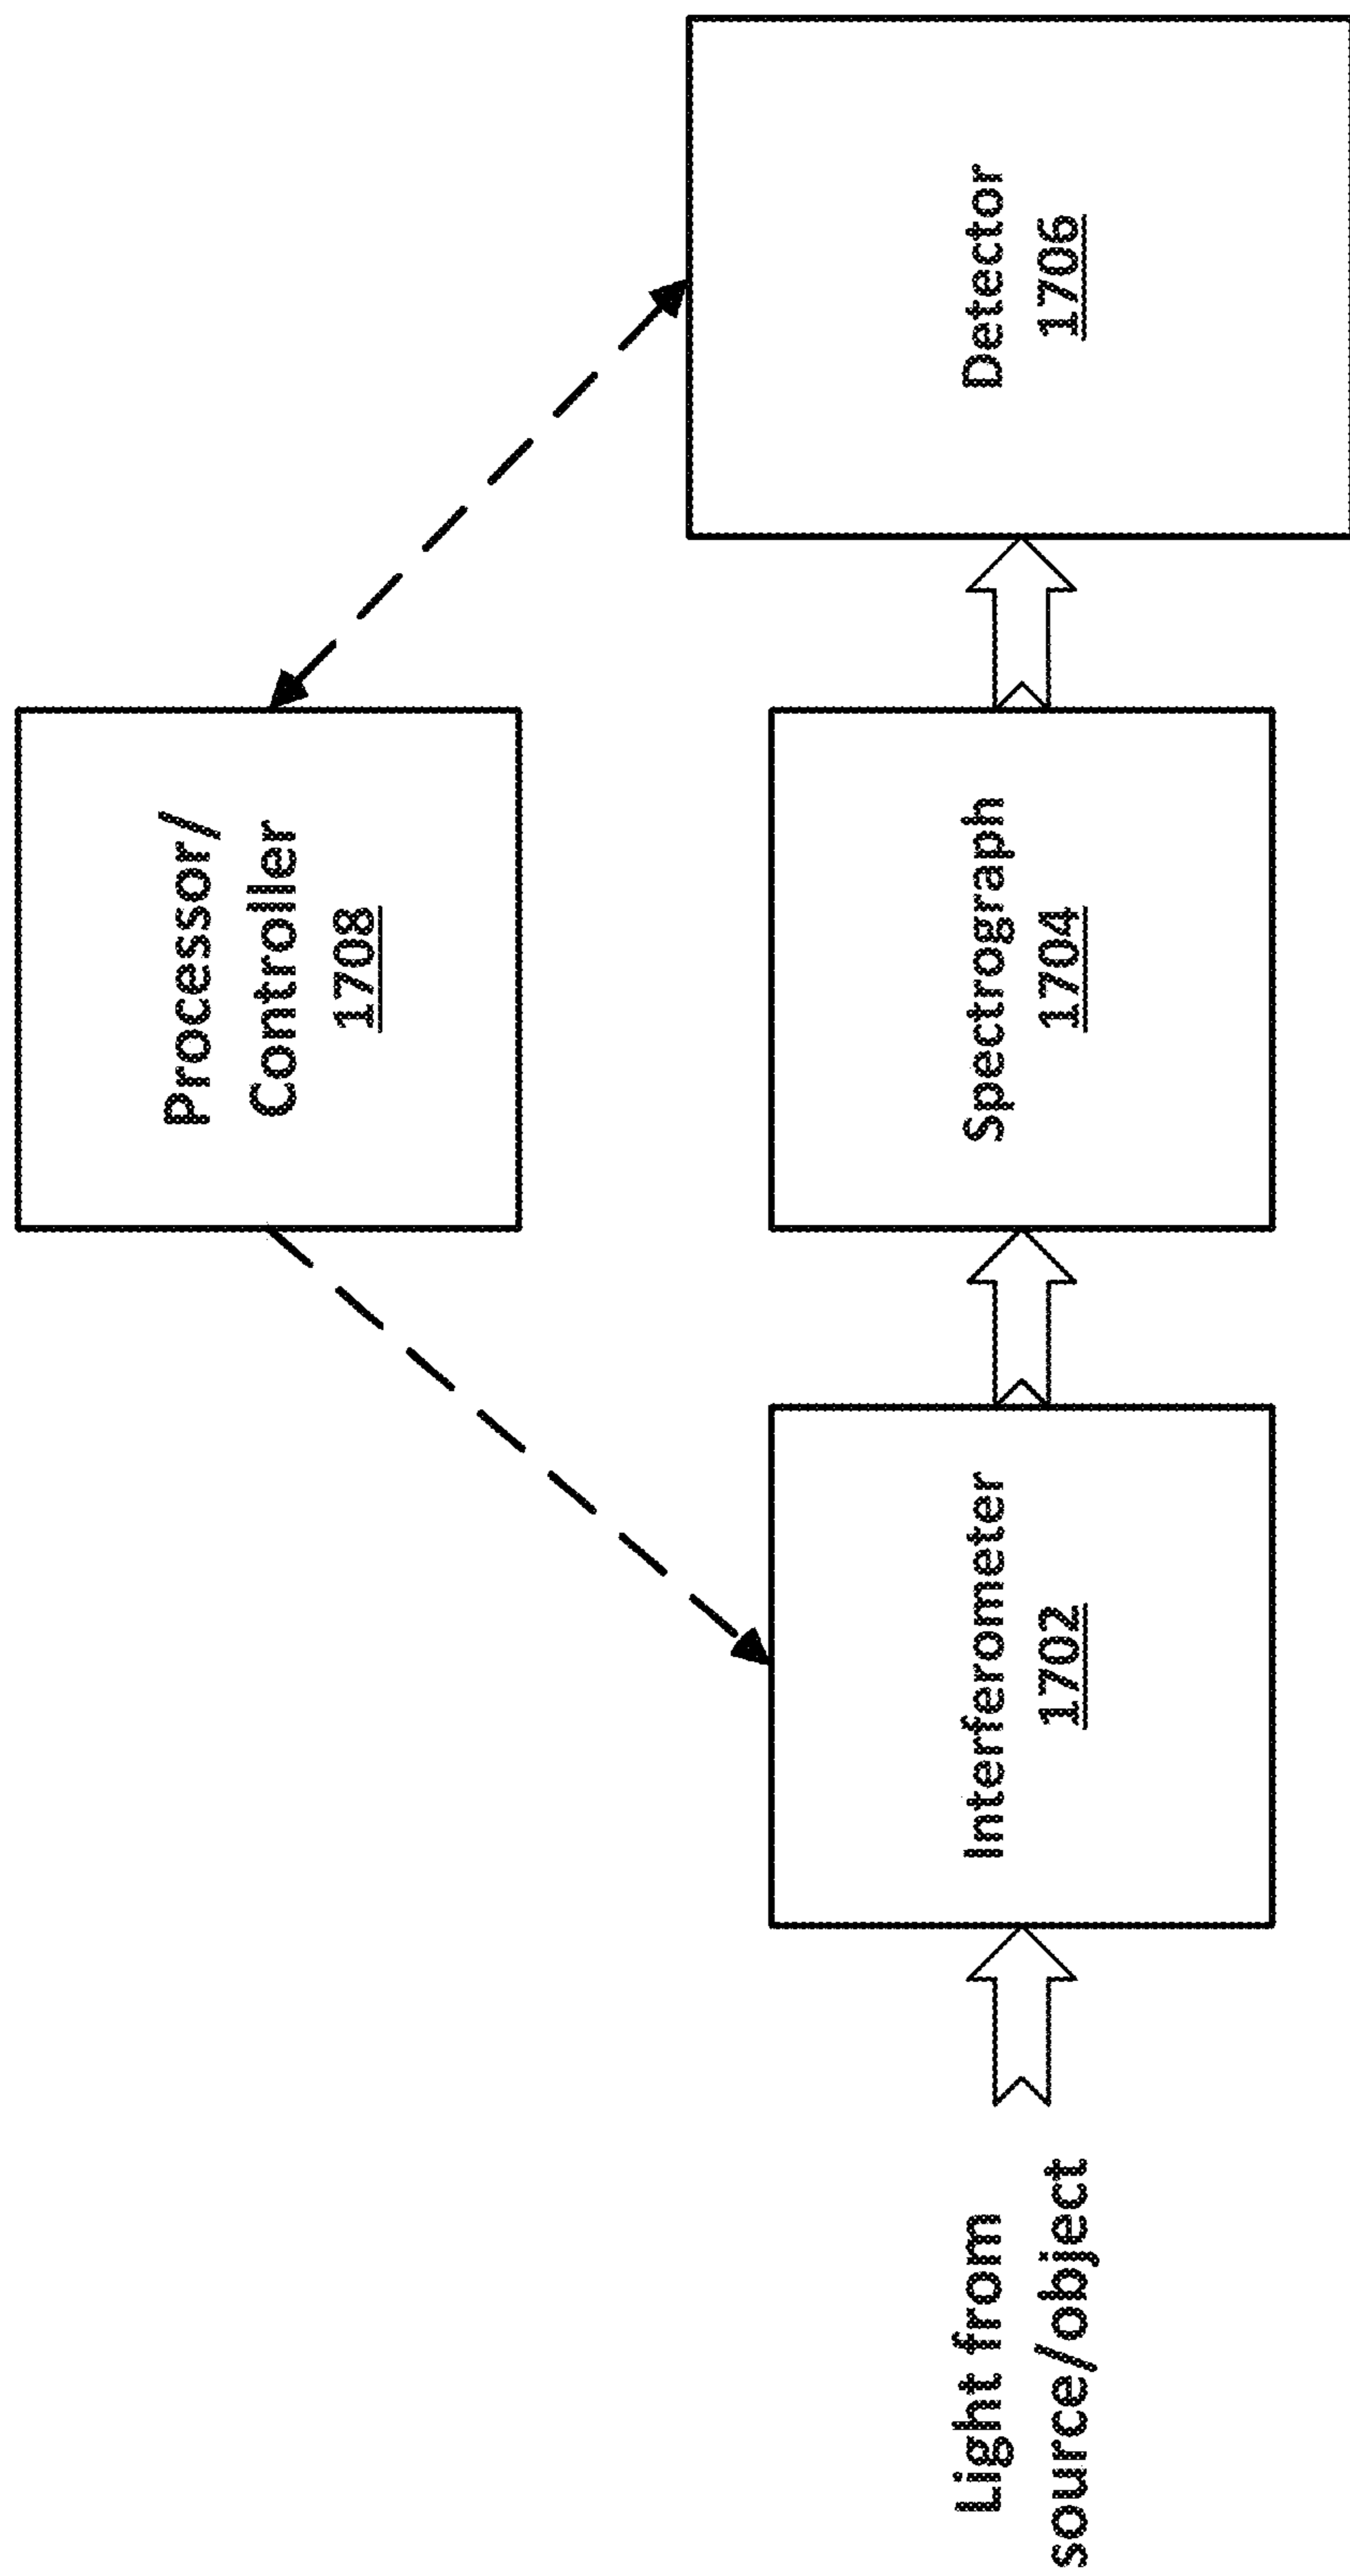 Processor/
Controller
1708
Light from
source/object
Interferometer
1702
Spectrograph
1704
Detector
1706